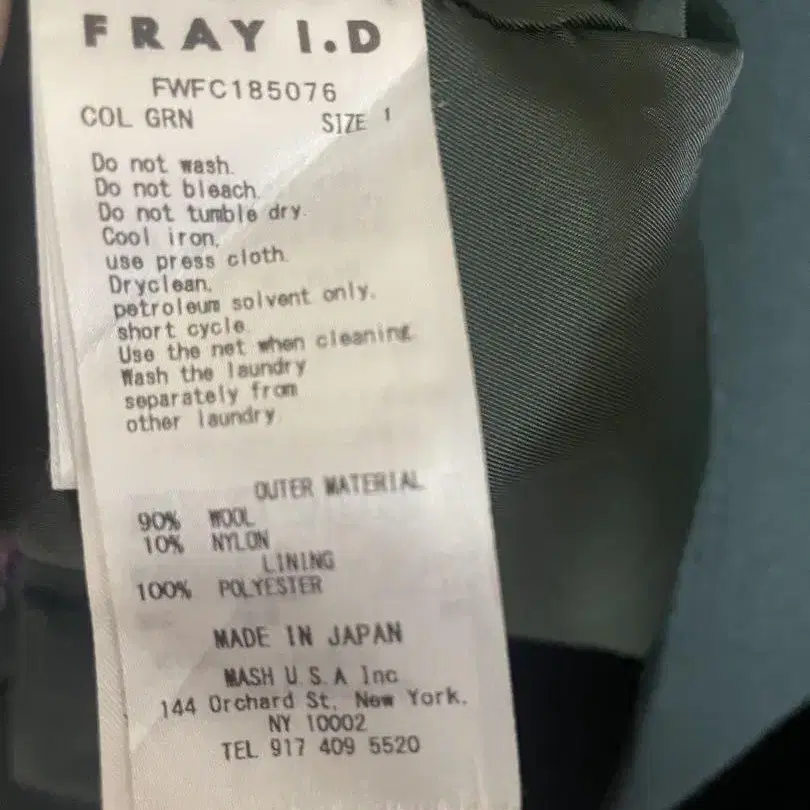 FRAY I.D
FWFC185076
COL GRN SIZE 1
Do not wash.
Do not bleach.
Do not tumble dry.
Cool iron.
use press cloth.
Dryclean.
petroleum solvent only.
short cycle.
Use the net when cleaning.
Wash the laundry
separately from
other laundry.
OUTER MATERIAL
90% WOOL
10% NYLON
LINING
100% POLYESTER
MADE IN JAPAN
MASH U.S.A Inc
144 Orchard St, New York,
NY 10002
TEL 917 409 5520